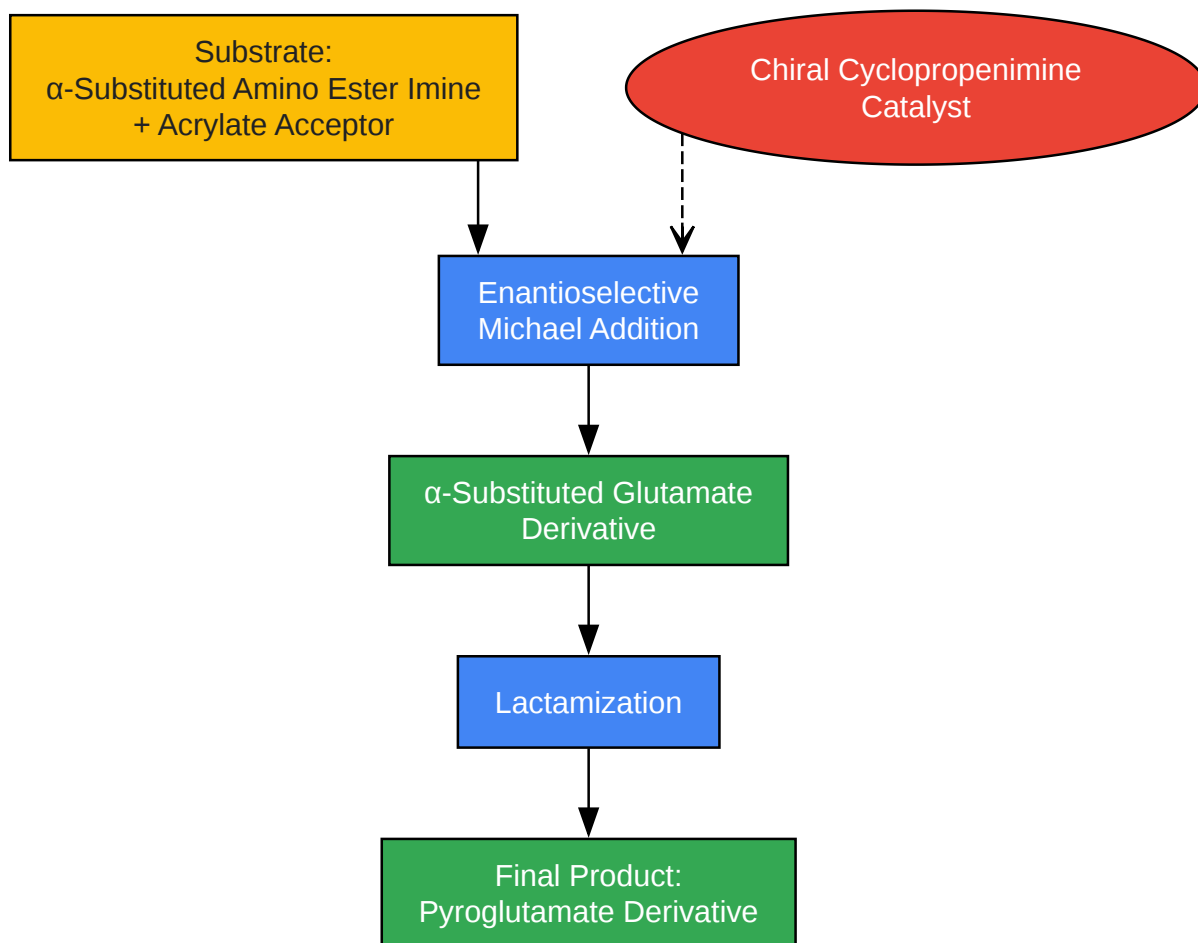 Substrate:
α-Substituted Amino Ester Imine
+ Acrylate Acceptor
Chiral Cyclopropenimine
Catalyst
Enantioselective
Michael Addition
α-Substituted Glutamate
Derivative
Lactamization
Final Product:
Pyroglutamate Derivative